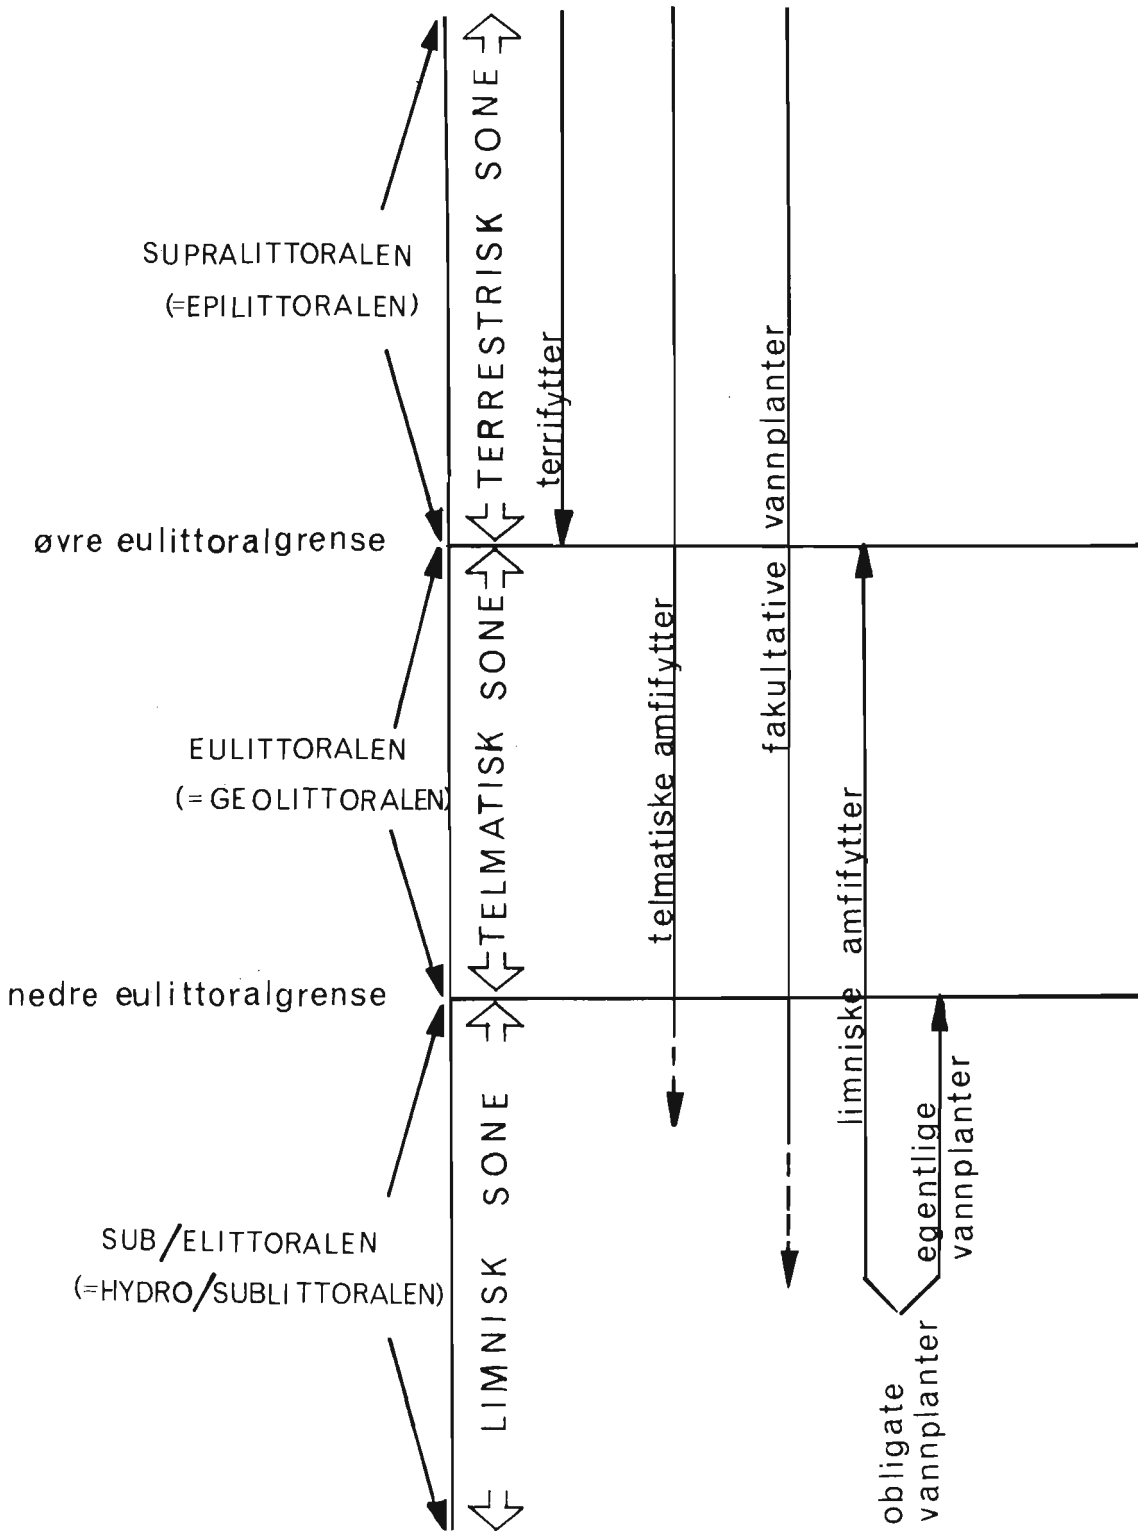 SUPRALITTORALEN
(=EPILITTORALEN)
øvre eulittoralgrense
EULITTORALEN
(=GEOLITTORALEN)
nedre eulittoralgrense
SUB/ELITTORALEN
(=HYDRO/SUBLITTORALEN)
TERRESTRISK SONE
TELMATISK SONE
LIMNISK SONE
terrifytter
telmatiske amfifytter
fakultative vannplanter
limniske amfifytter
egentlige
vannplanter
obligate
vannplanter